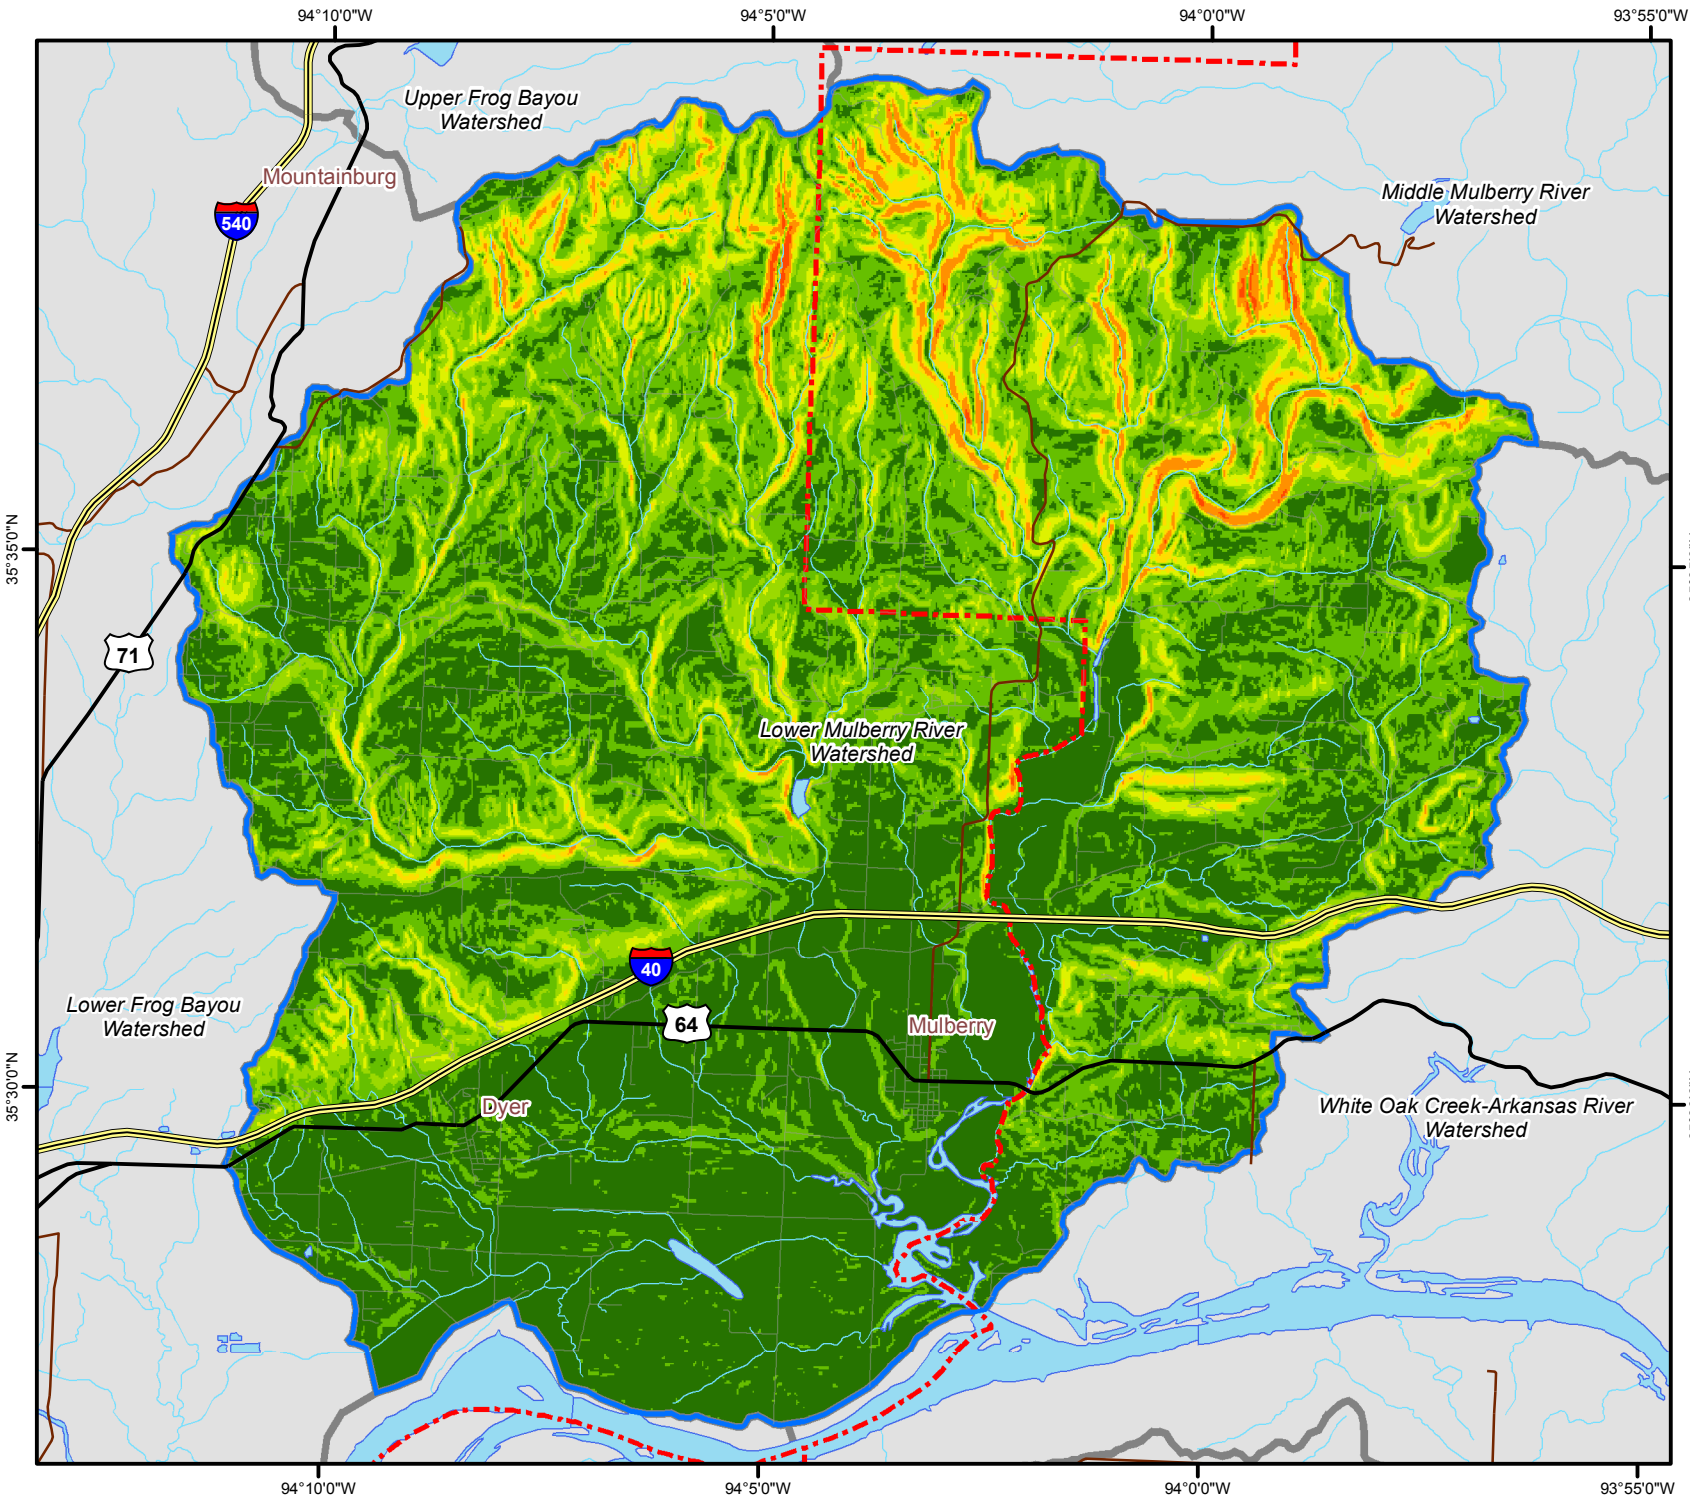 94°10'0"W
94°5'0"W
94°0'0"W
93°55'0"W
Upper Frog Bayou
Watershed
Mountainburg
540
Middle Mulberry River
Watershed
35°35'0"N
71
Lower Mulberry River
Watershed
40
Lower Frog Bayou
Watershed
64
Mulberry
35°30'0"N
Dyer
White Oak Creek-Arkansas River
Watershed
94°10'0"W
94°5'0"W
94°0'0"W
93°55'0"W